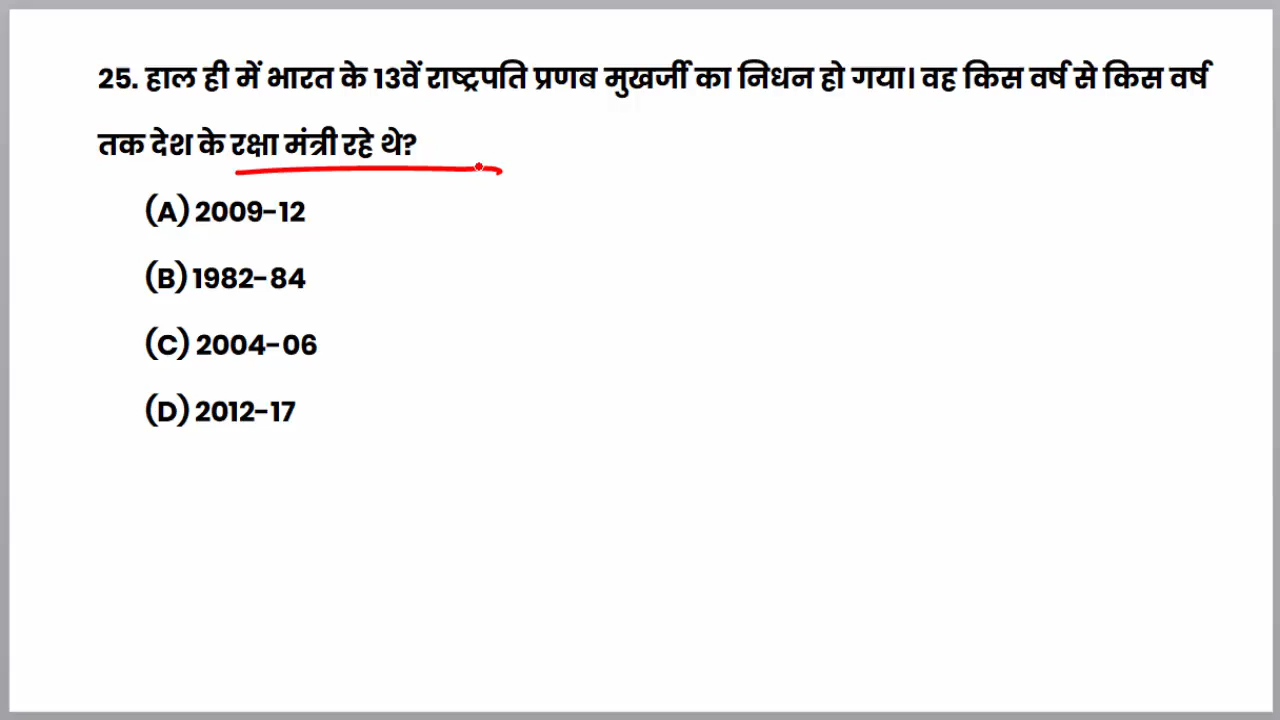 25. हाल ही में भारत के 13वें राष्ट्रपति प्रणब मुखर्जी का निधन हो गया। वह किस वर्ष से किस वर्ष
तक देश के रक्षा मंत्री रहे थे?
(A) 2009-12
(B) 1982-84
(C) 2004-06
(D) 2012-17